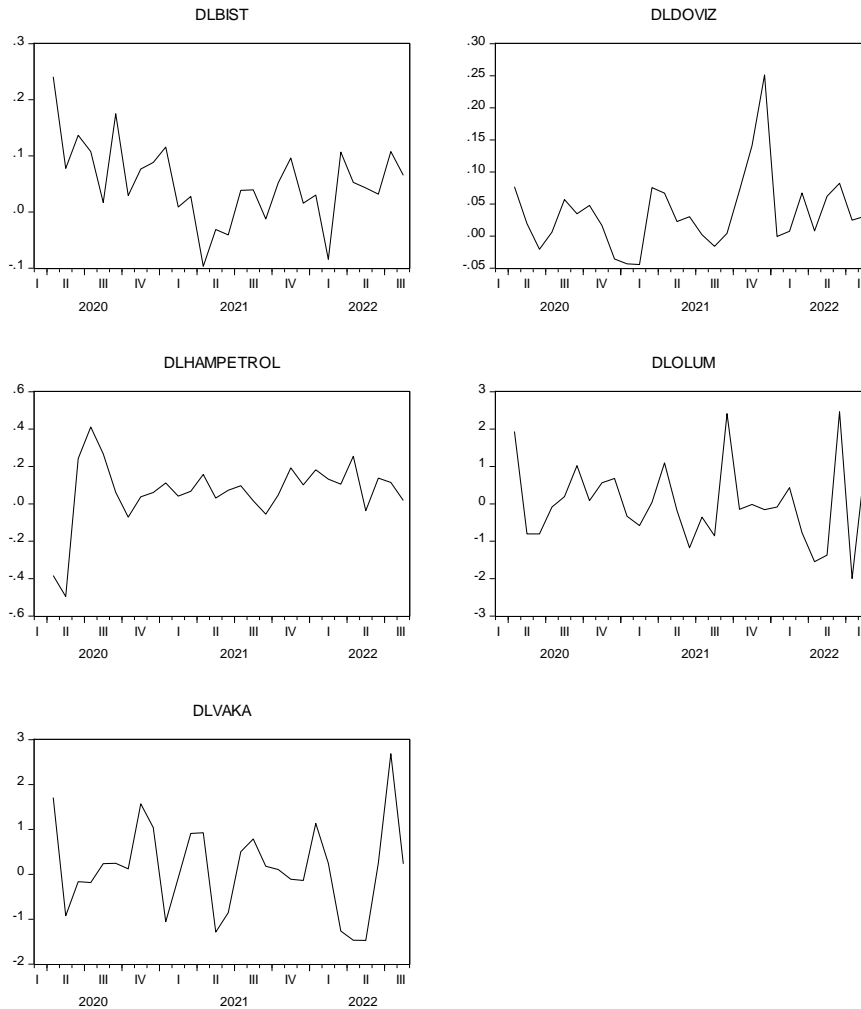 DLBIST
.3
.2
.1
.0
-.1
I II III IV I II III IV I II III
2020 2021 2022
DLDOVIZ
.30
.25
.20
.15
.10
.05
.00
-.05
I II III IV I II III IV I II
2020 2021 2022
DLHAMPETROL
.6
.4
.2
.0
-.2
-.4
-.6
I II III IV I II III IV I II III
2020 2021 2022
DLOLUM
3
2
1
0
-1
-2
-3
I II III IV I II III IV I II
2020 2021 2022
DLVAKA
3
2
1
0
-1
-2
I II III IV I II III IV I II III
2020 2021 2022